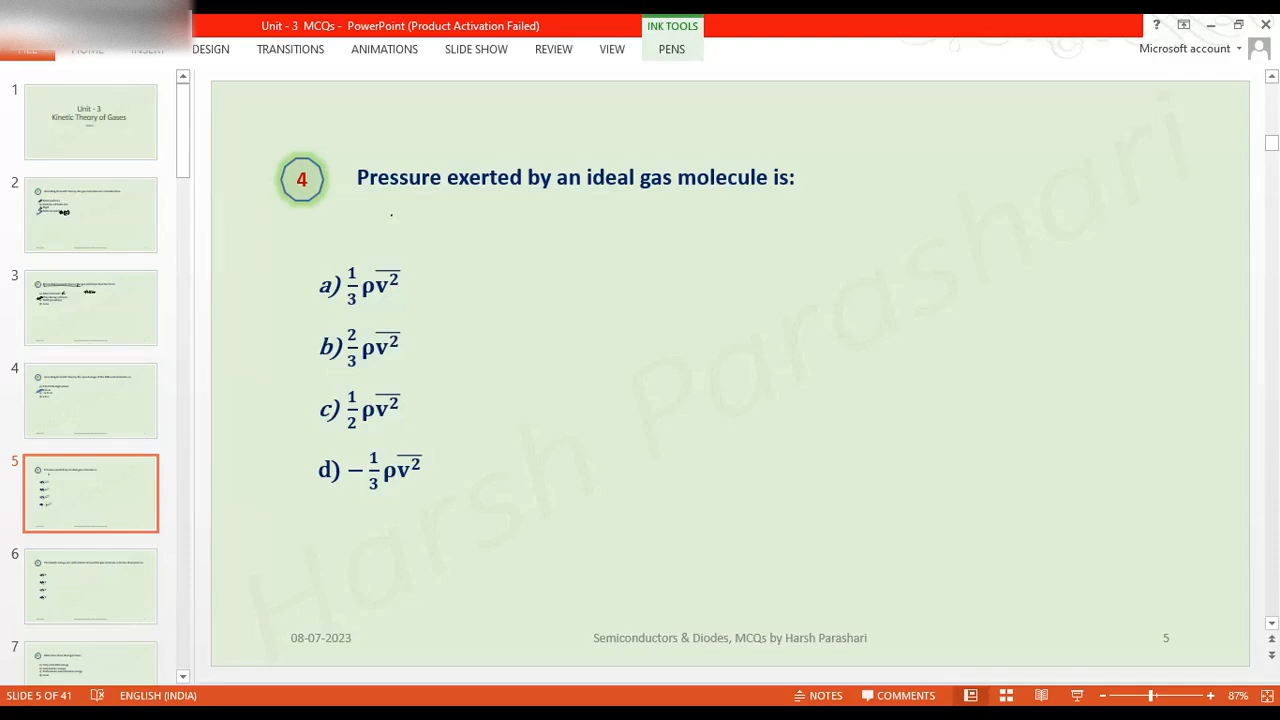 Unit - 3 MCQs - PowerPoint (Product Activation Failed)
INK TOOLS
DESIGN TRANSITIONS ANIMATIONS SLIDE SHOW REVIEW VIEW PENS
Microsoft account
1
Unit - 3
Kinetic Theory of Gases
2
3
4
5
6
7
4 Pressure exerted by an ideal gas molecule is:
a) 1/3 ρv̅²
b) 2/3 ρv̅²
c) 1/2 ρv̅²
d) − 1/3 ρv̅²
Harsh Parashari
08-07-2023 Semiconductors & Diodes, MCQs by Harsh Parashari 5
SLIDE 5 OF 41 ENGLISH (INDIA) NOTES COMMENTS 87%